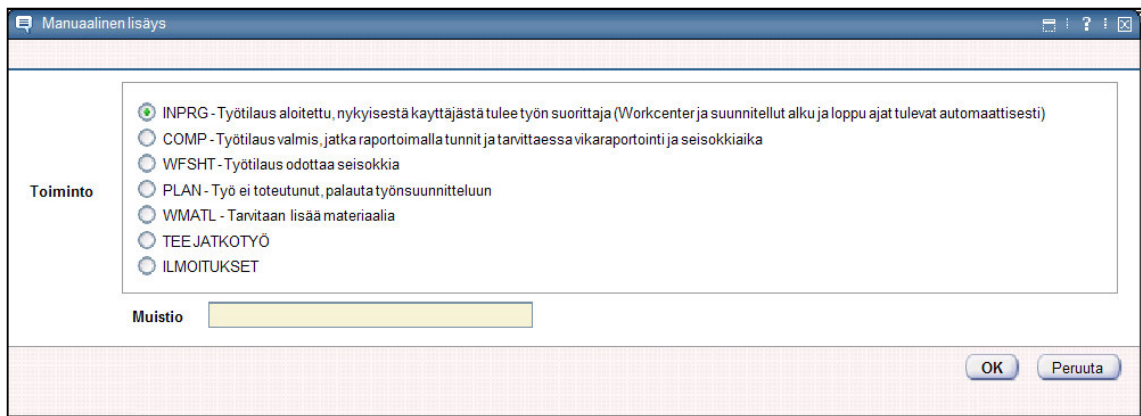 Manuaalinen lisäys
?
INPRG - Työtilaus aloitettu, nykyisestä kayttäjästä tulee työn suorittaja (Workcenter ja suunnitellut alku ja loppu ajat tulevat automaattisesti)
COMP - Työtilaus valmis, jatka raportoimalla tunnit ja tarvittaessa vikaraportointi ja seisokkiaika
WFSHT - Työtilaus odottaa seisokkia
Toiminto
PLAN - Työ ei toteutunut, palauta työnsuunnitteluun
WMATL - Tarvitaan lisää materiaalia
TEE JATKOTYÖ
ILMOITUKSET
Muistio
OK Peruuta